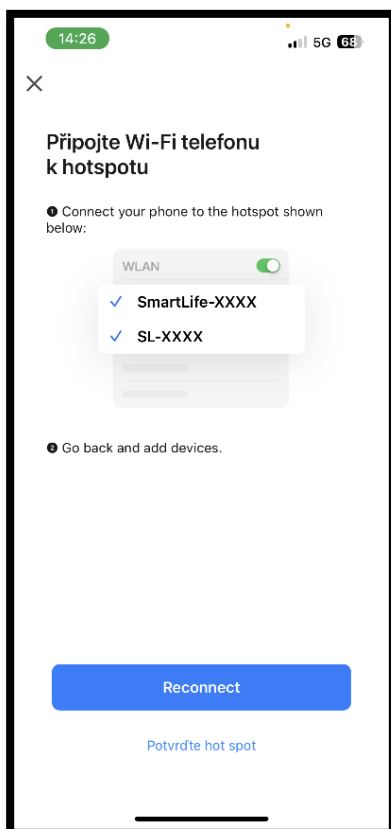 14:26
5G 68
Připojte Wi-Fi telefonu
k hotspotu
❶ Connect your phone to the hotspot shown
below:
WLAN
✓ SmartLife-XXXX
✓ SL-XXXX
❷ Go back and add devices.
Reconnect
Potvrďte hot spot